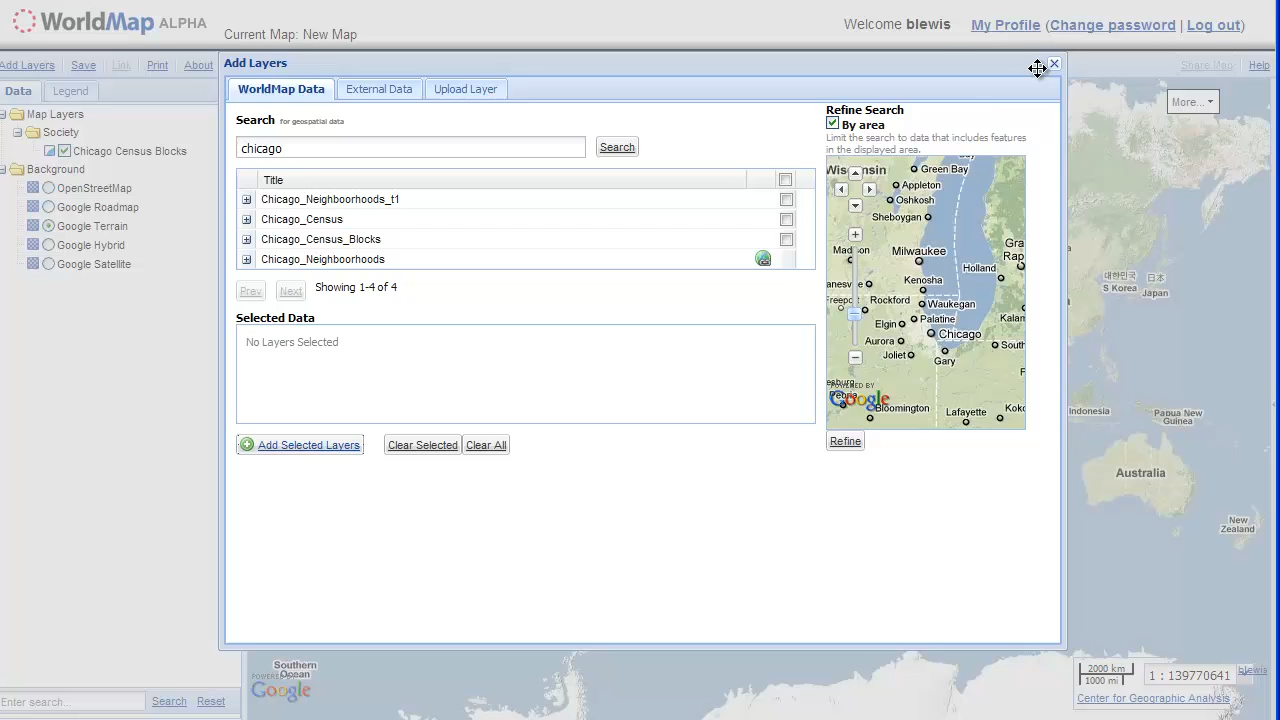 WorldMap ALPHA
Current Map: New Map
Welcome blewis
My Profile (Change password | Log out)
Add Layers
Save
Link
Print
About
Share Map
Help
Data
Legend
Map Layers
Society
Chicago Census Blocks
Background
OpenStreetMap
Google Roadmap
Google Terrain
Google Hybrid
Google Satellite
Enter search...
Search
Reset
Add Layers
WorldMap Data
External Data
Upload Layer
Search for geospatial data
chicago
Search
Title
Chicago_Neighboorhoods_t1
Chicago_Census
Chicago_Census_Blocks
Chicago_Neighboorhoods
Prev
Next
Showing 1-4 of 4
Selected Data
No Layers Selected
Add Selected Layers
Clear Selected
Clear All
Refine Search
By area
Limit the search to data that includes features
in the displayed area.
Green Bay
Appleton
Oshkosh
Sheboygan
Milwaukee
Holland
Kenosha
Rockford
Waukegan
Palatine
Elgin
Chicago
Aurora
Joliet
Gary
POWERED BY
Google
Bloomington
Lafayette
Refine
More...
대한민국
S Korea
日本
Japan
Indonesia
Papua New
Guinea
Australia
New
Zealand
Southern
Ocean
POWERED BY
Google
2000 km
1000 mi
1 : 139770641
blewis
Center for Geographic Analysis